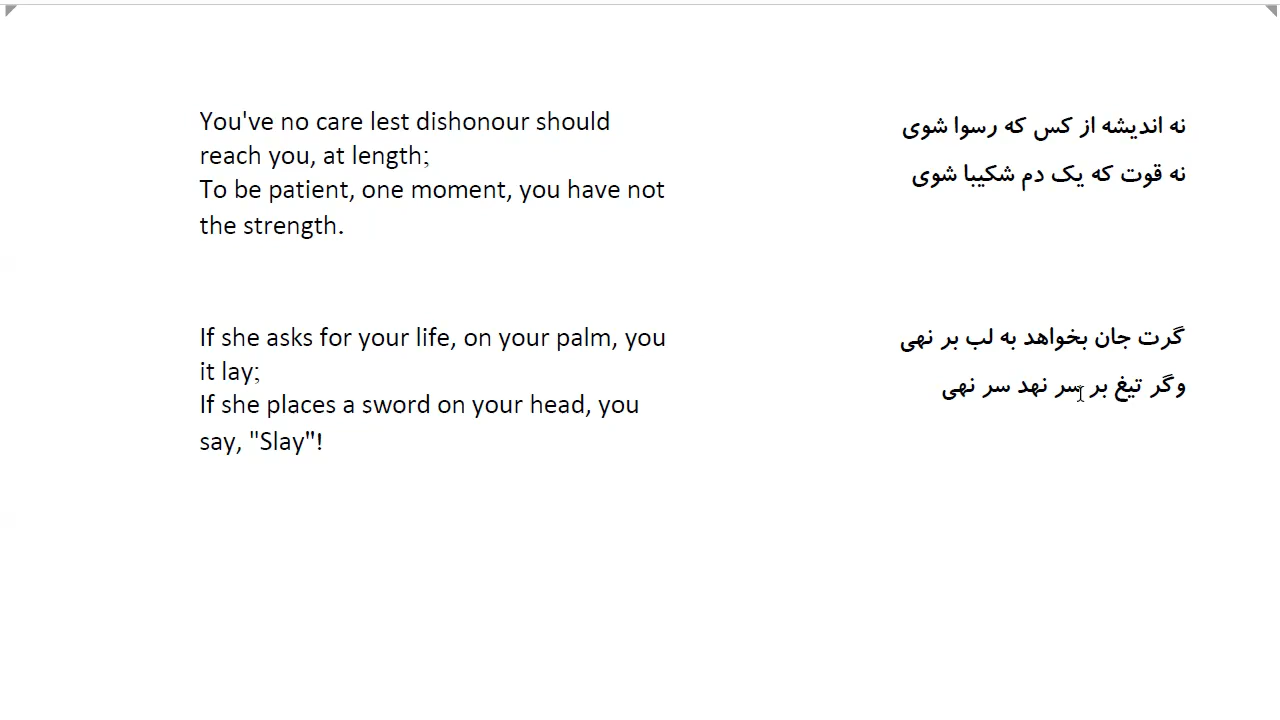 You've no care lest dishonour should
reach you, at length;
To be patient, one moment, you have not
the strength.
نه اندیشه از کس که رسوا شوی
نه قوت که یک دم شکیبا شوی
If she asks for your life, on your palm, you
it lay;
If she places a sword on your head, you
say, "Slay"!
گرت جان بخواهد به لب بر نهی
وگر تیغ بر سر نهد سر نهی